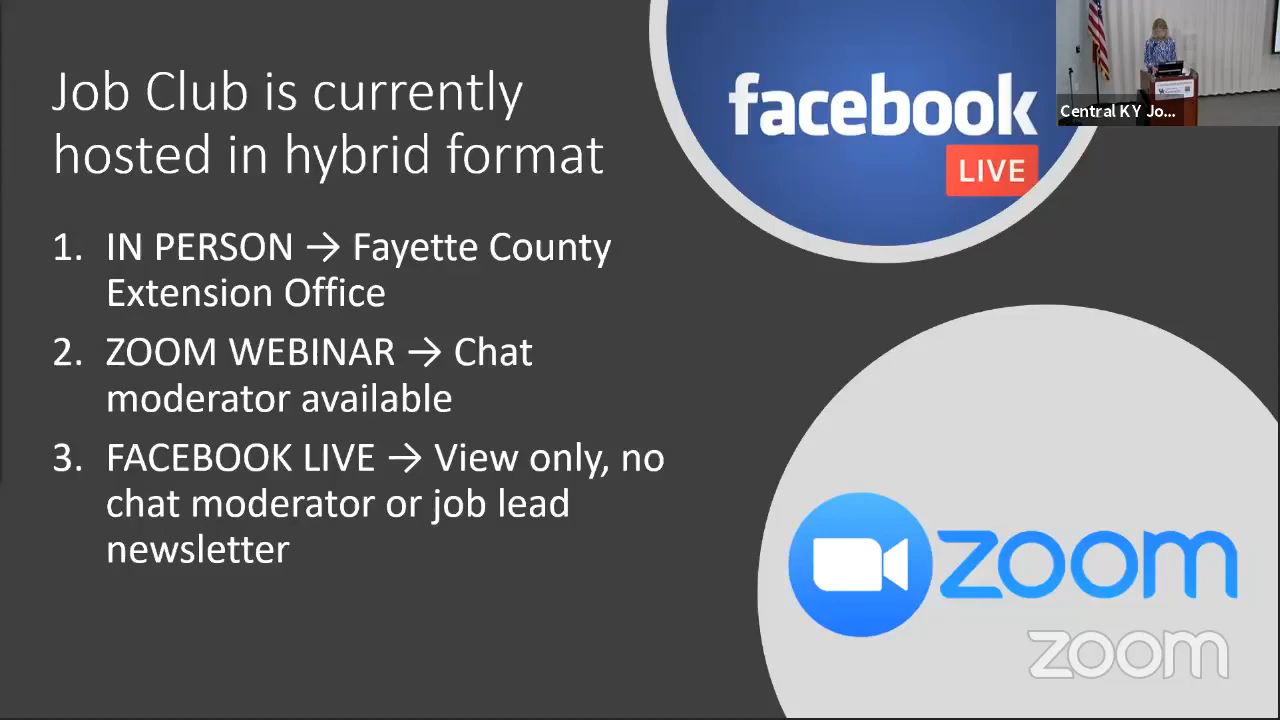 Job Club is currently
hosted in hybrid format
1. IN PERSON → Fayette County
Extension Office
2. ZOOM WEBINAR → Chat
moderator available
3. FACEBOOK LIVE → View only, no
chat moderator or job lead
newsletter
facebook
LIVE
Central KY Jo...
zoom
zoom